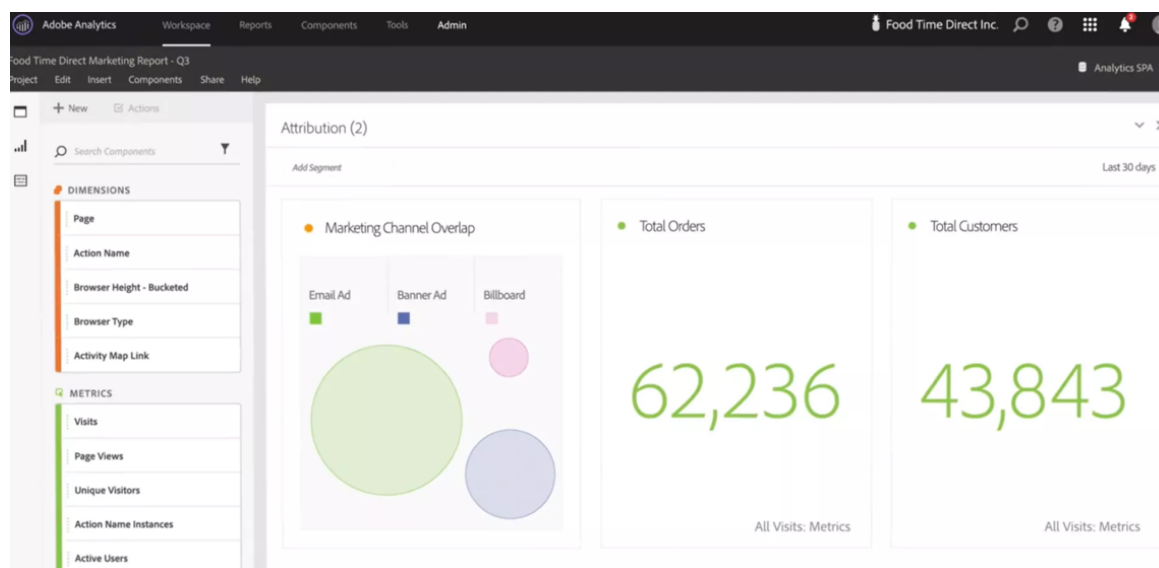 Adobe Analytics Workspace Reports Components Tools Admin Food Time Direct Inc.
Food Time Direct Marketing Report - Q3
Project Edit Insert Components Share Help
Analytics SPA
New Actions
Search Components
DIMENSIONS
Page
Action Name
Browser Height - Bucketed
Browser Type
Activity Map Link
METRICS
Visits
Page Views
Unique Visitors
Action Name Instances
Active Users
Attribution (2)
Add Segment Last 30 days
Marketing Channel Overlap
Email Ad Banner Ad Billboard
Total Orders
62,236
All Visits: Metrics
Total Customers
43,843
All Visits: Metrics